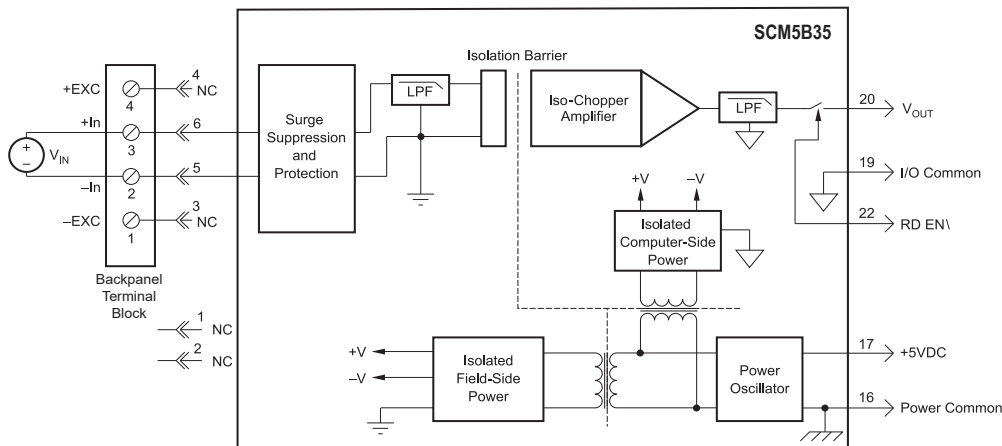 SCM5B35
Isolation Barrier
+EXC
4
4
NC
+In
3
6
Surge
Suppression
and
Protection
LPF
Iso-Chopper
Amplifier
LPF
20
VOUT
+
–
VIN
–In
2
5
19
I/O Common
–EXC
1
3
NC
+V
–V
22
RD EN\
Isolated
Computer-Side
Power
Backpanel
Terminal
Block
1
NC
2
NC
+V
–V
Isolated
Field-Side
Power
Power
Oscillator
17
+5VDC
16
Power Common